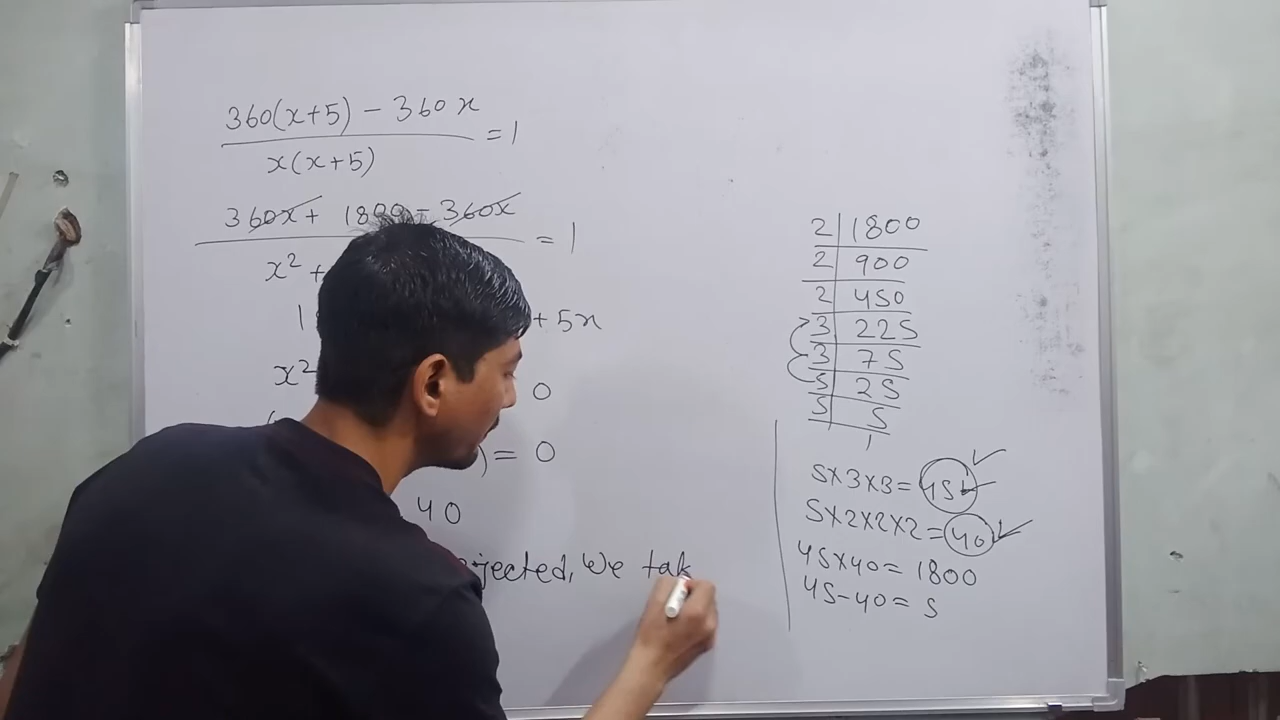 360(x+5) - 360x
x(x+5)
= 1
360x + 1800 - 360x
x² +
= 1
1
+ 5x
x²
0
) = 0
40
jected, We tak
2 | 1800
2 | 900
2 | 450
3 | 225
3 | 75
5 | 25
5 | 5
1
5×3×3= 45
5×2×2×2= 40
45×40= 1800
45-40= 5